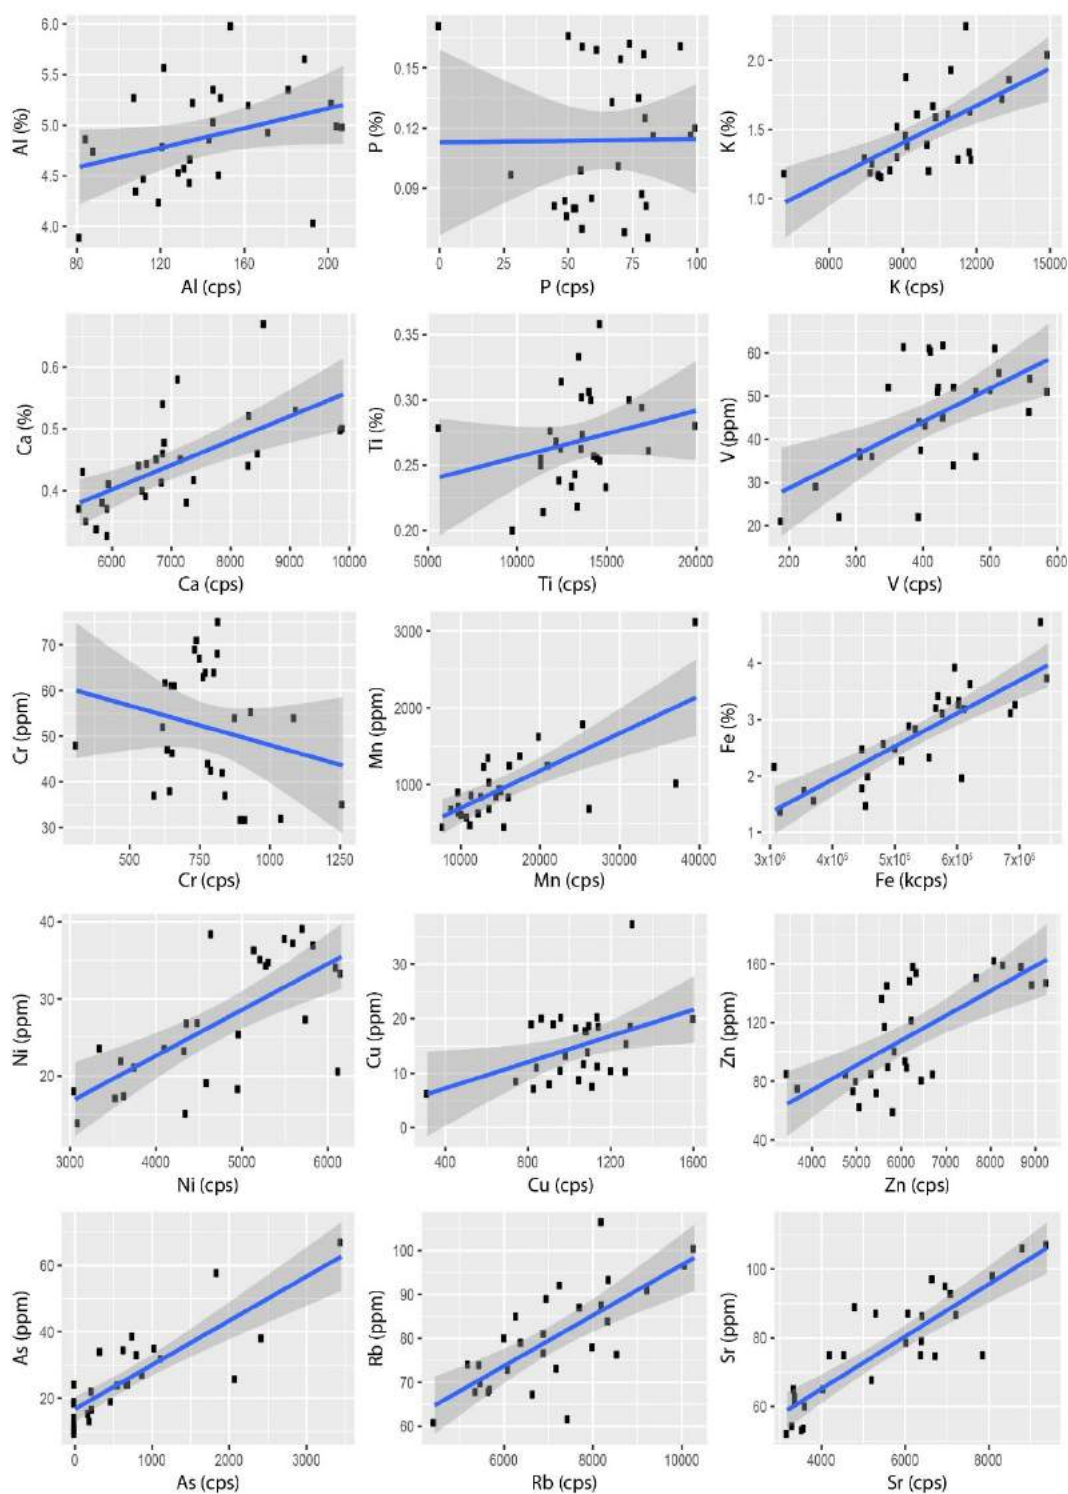 6.0
5.5
5.0
4.5
4.0
Al (%)
80 120 160 200
Al (cps)
0.15
0.12
0.09
P (%)
0 25 50 75 100
P (cps)
2.0
1.5
1.0
K (%)
6000 9000 12000 15000
K (cps)
0.6
0.5
0.4
Ca (%)
6000 7000 8000 9000 10000
Ca (cps)
0.35
0.30
0.25
0.20
Ti (%)
5000 10000 15000 20000
Ti (cps)
60
50
40
30
20
V (ppm)
200 300 400 500 600
V (cps)
70
60
50
40
30
Cr (ppm)
500 750 1000 1250
Cr (cps)
3000
2000
1000
Mn (ppm)
10000 20000 30000 40000
Mn (cps)
4
3
2
1
Fe (%)
3x10⁵ 4x10⁵ 5x10⁵ 6x10⁵ 7x10⁵
Fe (kcps)
40
30
20
Ni (ppm)
3000 4000 5000 6000
Ni (cps)
30
20
10
0
Cu (ppm)
400 800 1200 1600
Cu (cps)
160
120
80
40
Zn (ppm)
4000 5000 6000 7000 8000 9000
Zn (cps)
60
40
20
As (ppm)
0 1000 2000 3000
As (cps)
100
90
80
70
60
Rb (ppm)
6000 8000 10000
Rb (cps)
100
80
60
Sr (ppm)
4000 6000 8000
Sr (cps)